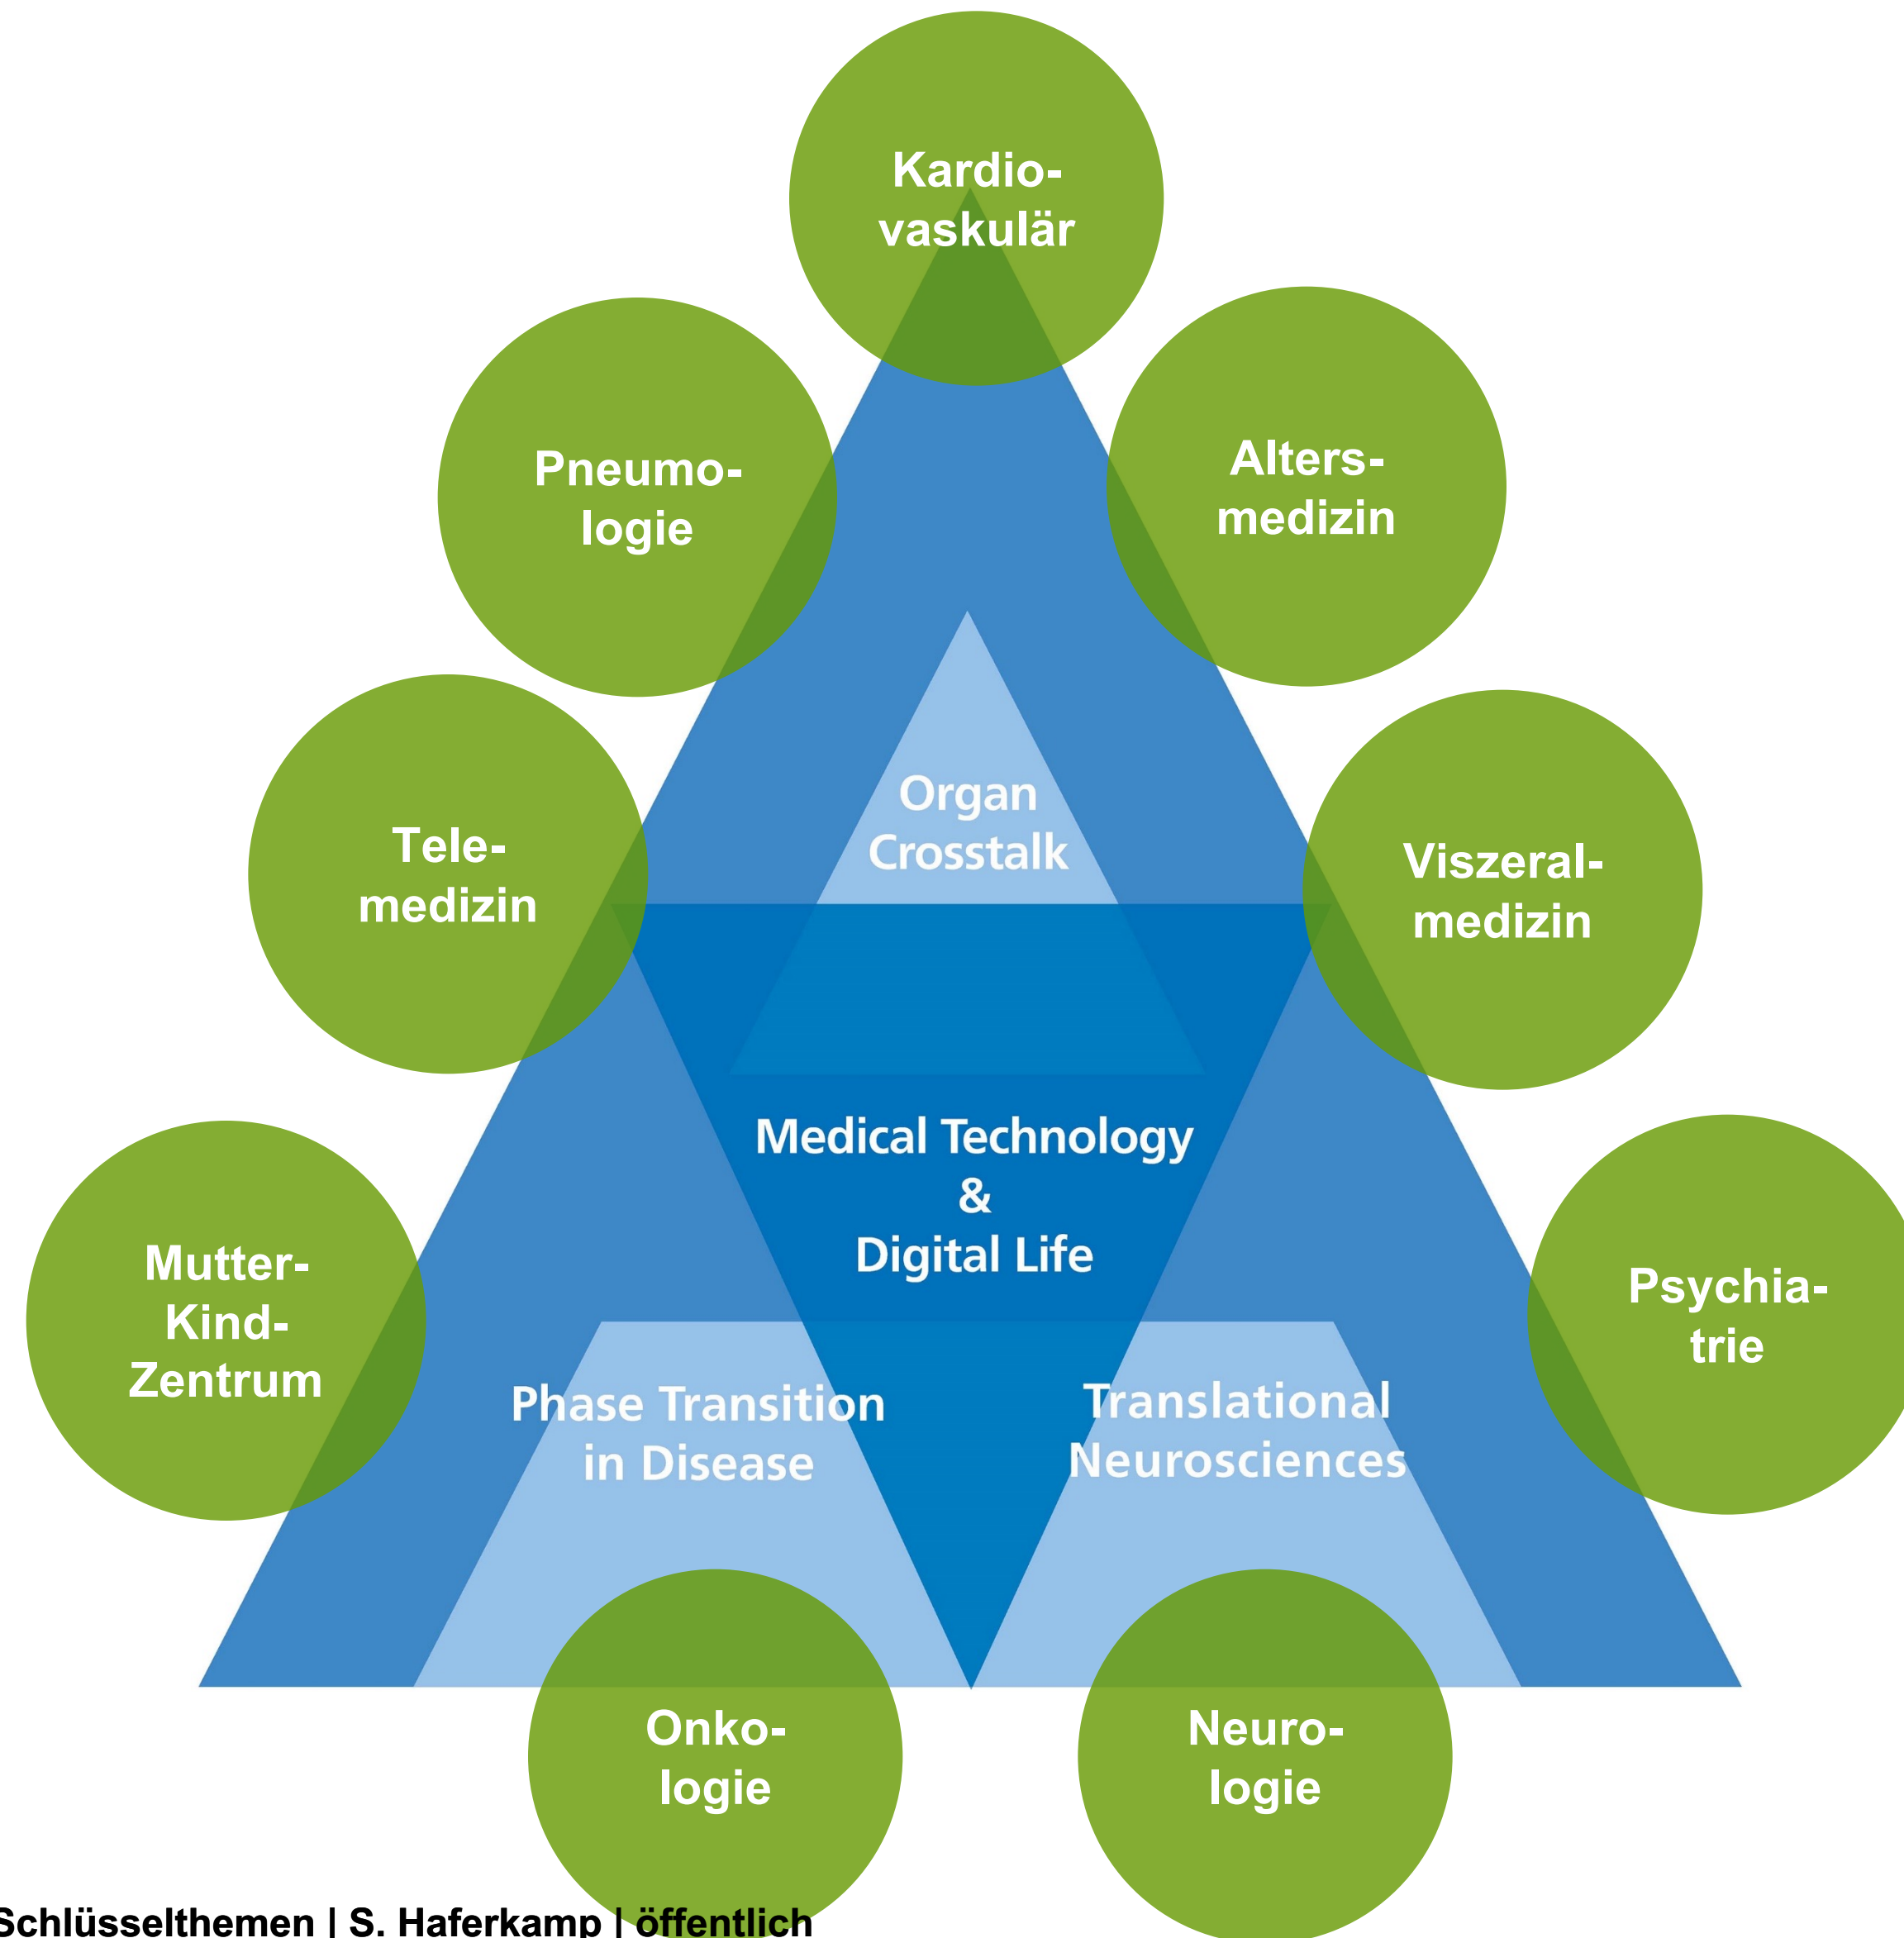 Kardio-
vaskulär
Pneumo-
logie
Alters-
medizin
Organ
Crosstalk
Tele-
medizin
Viszeral-
medizin
Medical Technology
&
Digital Life
Mutter-
Kind-
Zentrum
Psychia-
trie
Phase Transition
in Disease
Translational
Neurosciences
Onko-
logie
Neuro-
logie
Schlüsselthemen | S. Haferkamp | öffentlich